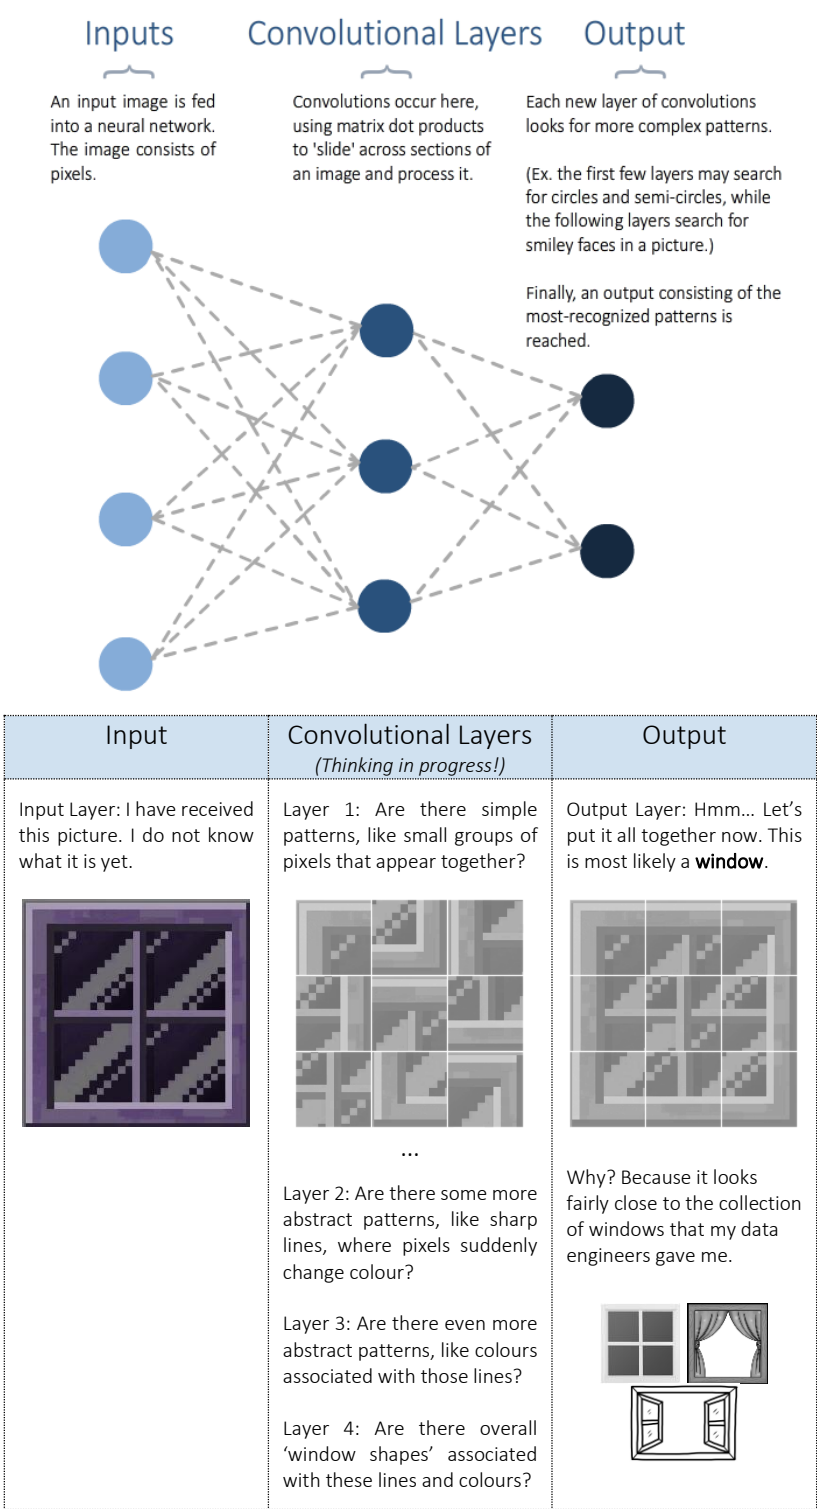 Inputs
An input image is fed
into a neural network.
The image consists of
pixels.
Convolutional Layers
Convolutions occur here,
using matrix dot products
to 'slide' across sections of
an image and process it.
Output
Each new layer of convolutions
looks for more complex patterns.
(Ex. the first few layers may search
for circles and semi-circles, while
the following layers search for
smiley faces in a picture.)
Finally, an output consisting of the
most-recognized patterns is
reached.
Input
Convolutional Layers
(Thinking in progress!)
Output
Input Layer: I have received
this picture. I do not know
what it is yet.
Layer 1: Are there simple
patterns, like small groups of
pixels that appear together?
...
Layer 2: Are there some more
abstract patterns, like sharp
lines, where pixels suddenly
change colour?
Layer 3: Are there even more
abstract patterns, like colours
associated with those lines?
Layer 4: Are there overall
‘window shapes’ associated
with these lines and colours?
Output Layer: Hmm… Let’s
put it all together now. This
is most likely a window.
Why? Because it looks
fairly close to the collection
of windows that my data
engineers gave me.